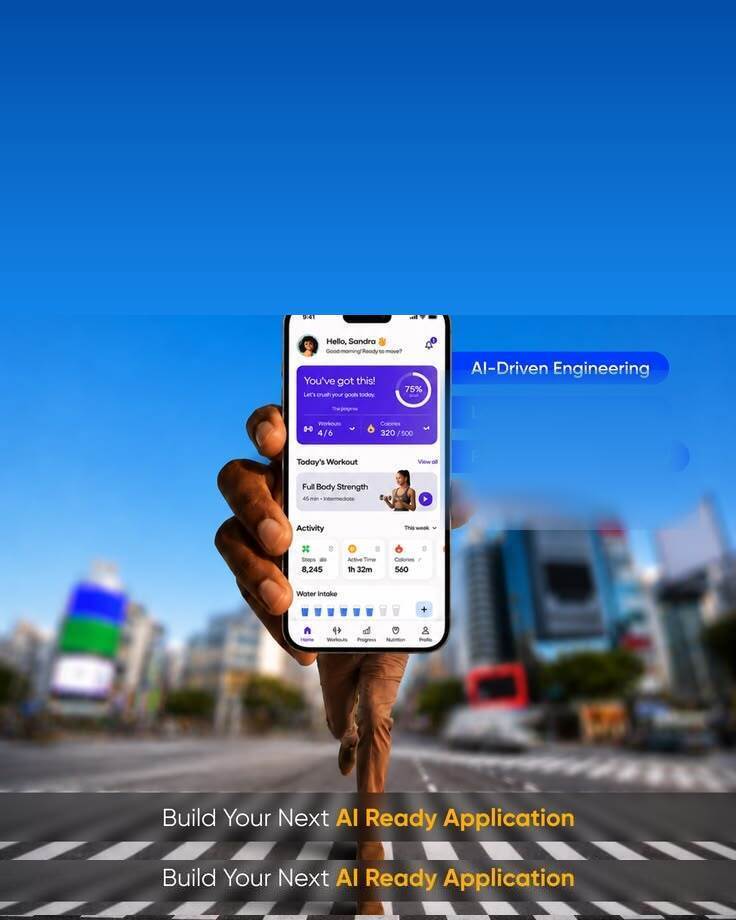 9:41
Hello, Sandra 👋
Good morning! Ready to move?
1
AI-Driven Engineering
You've got this!
Let's crush your goals today.
75%
Workouts
4 / 6
Calories
320 / 500
Today's Workout
View all
Full Body Strength
45 min • Intermediate
Activity
This week
Steps
8,245
Active Time
1h 32m
Calories
560
Water Intake
+
Home
Workouts
Progress
Nutrition
Profile
Build Your Next AI Ready Application
Build Your Next AI Ready Application